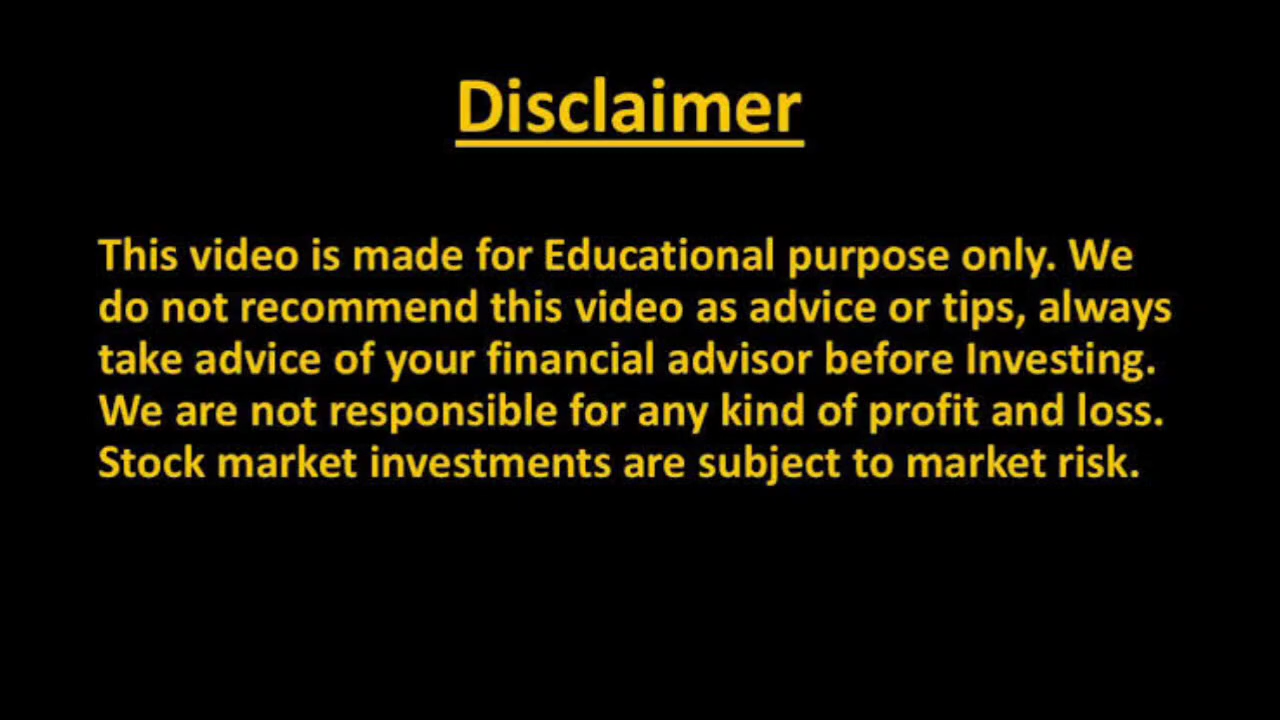 Disclaimer
This video is made for Educational purpose only. We
do not recommend this video as advice or tips, always
take advice of your financial advisor before Investing.
We are not responsible for any kind of profit and loss.
Stock market investments are subject to market risk.